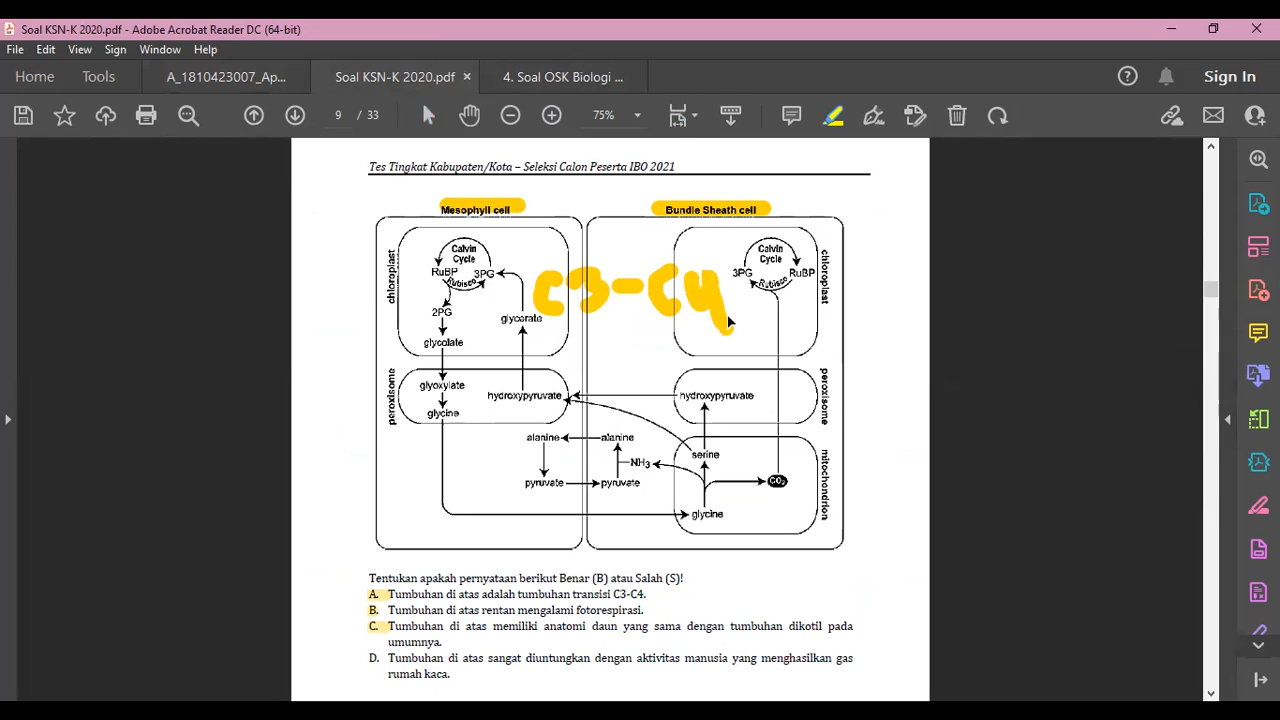 Soal KSN-K 2020.pdf - Adobe Acrobat Reader DC (64-bit)
File Edit View Sign Window Help
Home Tools A_1810423007_Ap... Soal KSN-K 2020.pdf × 4. Soal OSK Biologi ... Sign In
9 / 33 75%
Tes Tingkat Kabupaten/Kota – Seleksi Calon Peserta IBO 2021
Mesophyll cell Bundle Sheath cell
chloroplast
Calvin Cycle
RuBP 3PG
Rubisco
2PG
glycerate
glycolate
C3-C4
Calvin Cycle
3PG RuBP
Rubisco
chloroplast
peroxisome
glyoxylate
hydroxypyruvate
glycine
hydroxypyruvate
peroxisome
alanine alanine
NH3
pyruvate pyruvate
serine
CO2
glycine
mitochondrion
Tentukan apakah pernyataan berikut Benar (B) atau Salah (S)!
A. Tumbuhan di atas adalah tumbuhan transisi C3-C4.
B. Tumbuhan di atas rentan mengalami fotorespirasi.
C. Tumbuhan di atas memiliki anatomi daun yang sama dengan tumbuhan dikotil pada
umumnya.
D. Tumbuhan di atas sangat diuntungkan dengan aktivitas manusia yang menghasilkan gas
rumah kaca.